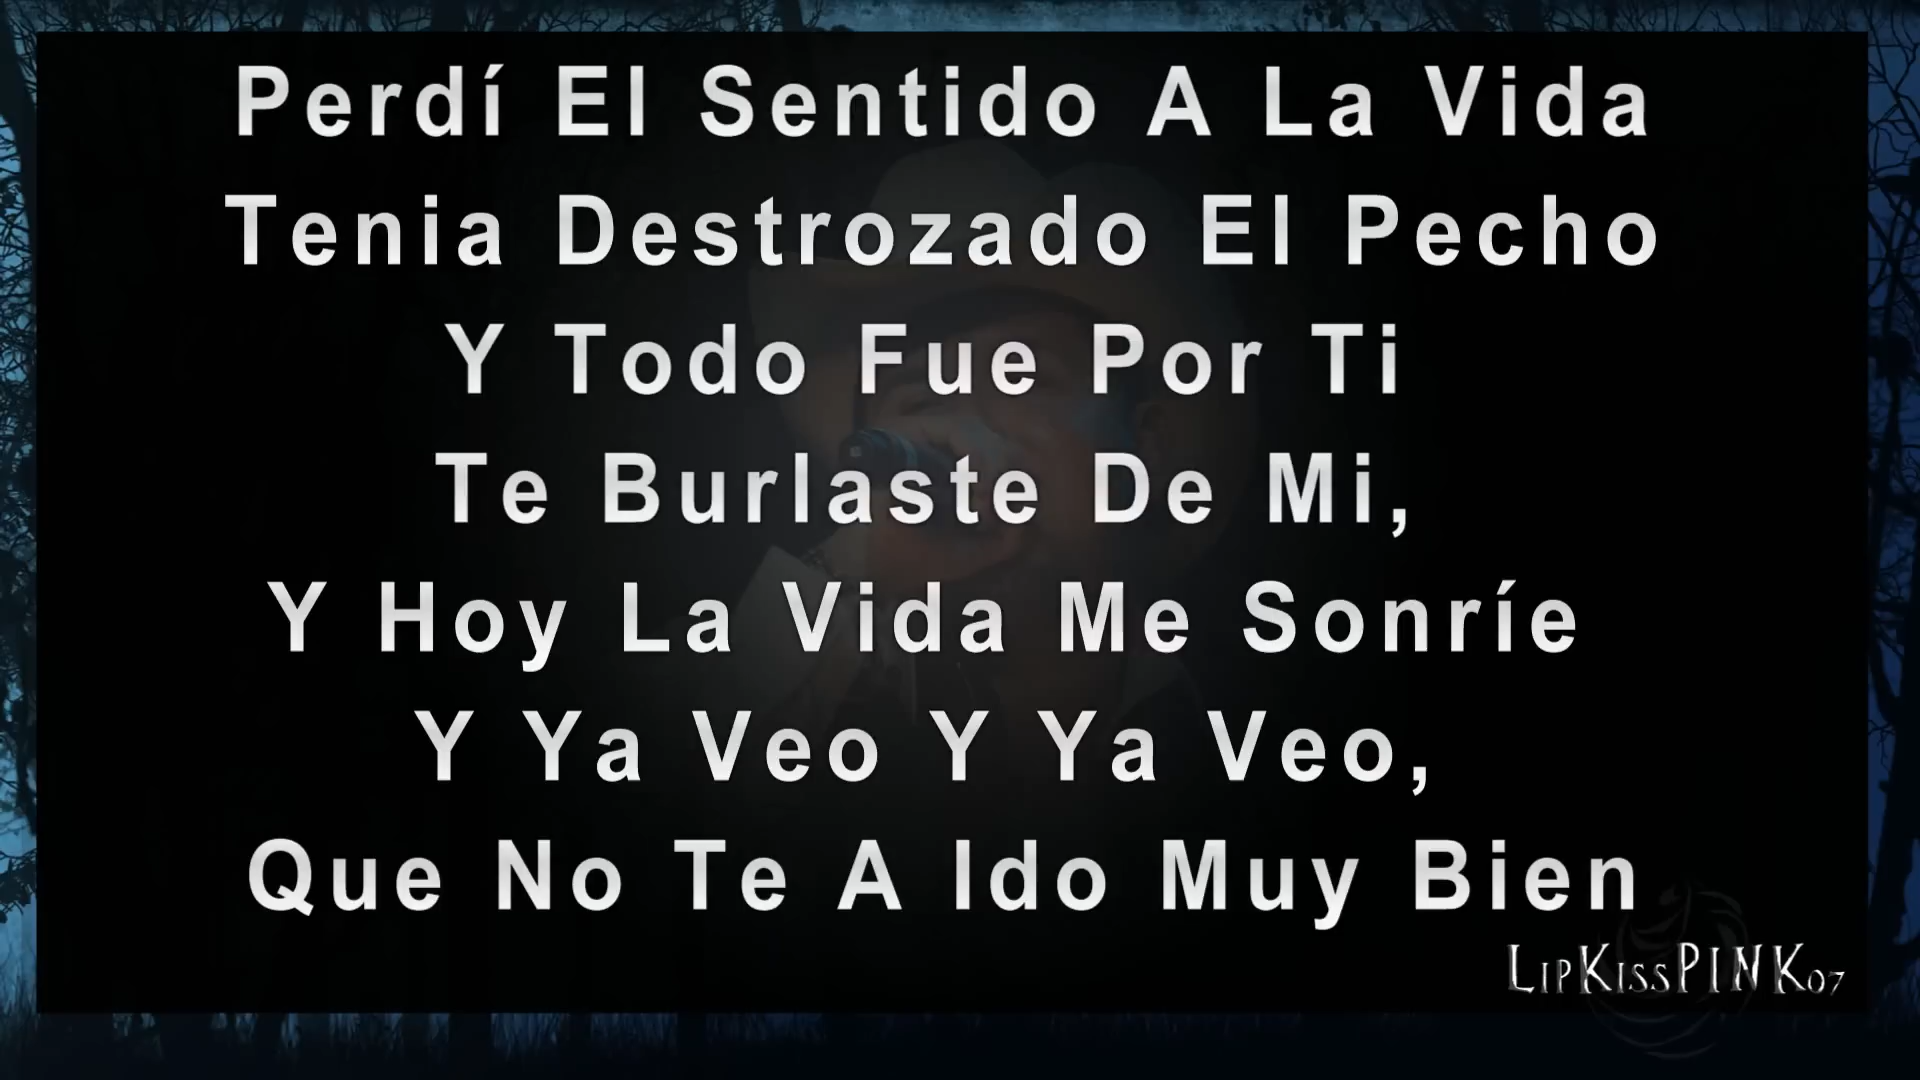 Perdí El Sentido A La Vida
Tenia Destrozado El Pecho
Y Todo Fue Por Ti
Te Burlaste De Mi,
Y Hoy La Vida Me Sonríe
Y Ya Veo Y Ya Veo,
Que No Te A Ido Muy Bien
LipKissPINK07